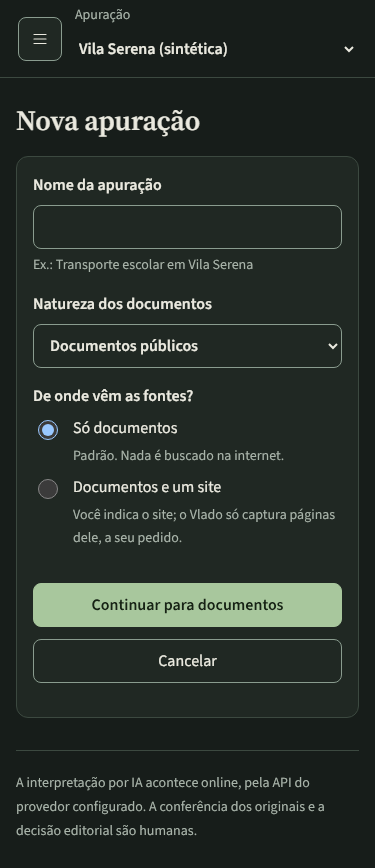 Apuração
Vila Serena (sintética)
Nova apuração
Nome da apuração
Ex.: Transporte escolar em Vila Serena
Natureza dos documentos
Documentos públicos
De onde vêm as fontes?
Só documentos
Padrão. Nada é buscado na internet.
Documentos e um site
Você indica o site; o Vlado só captura páginas
dele, a seu pedido.
Continuar para documentos
Cancelar
A interpretação por IA acontece online, pela API do
provedor configurado. A conferência dos originais e a
decisão editorial são humanas.